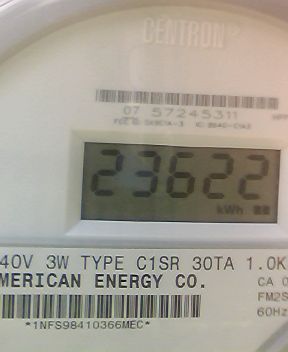 CENTRON®
07 57245311
23622
kWh
40V 3W TYPE C1SR 30TA 1.0K
MERICAN ENERGY CO.
CA 0
FM2S
60Hz
*1NFS98410366MEC*